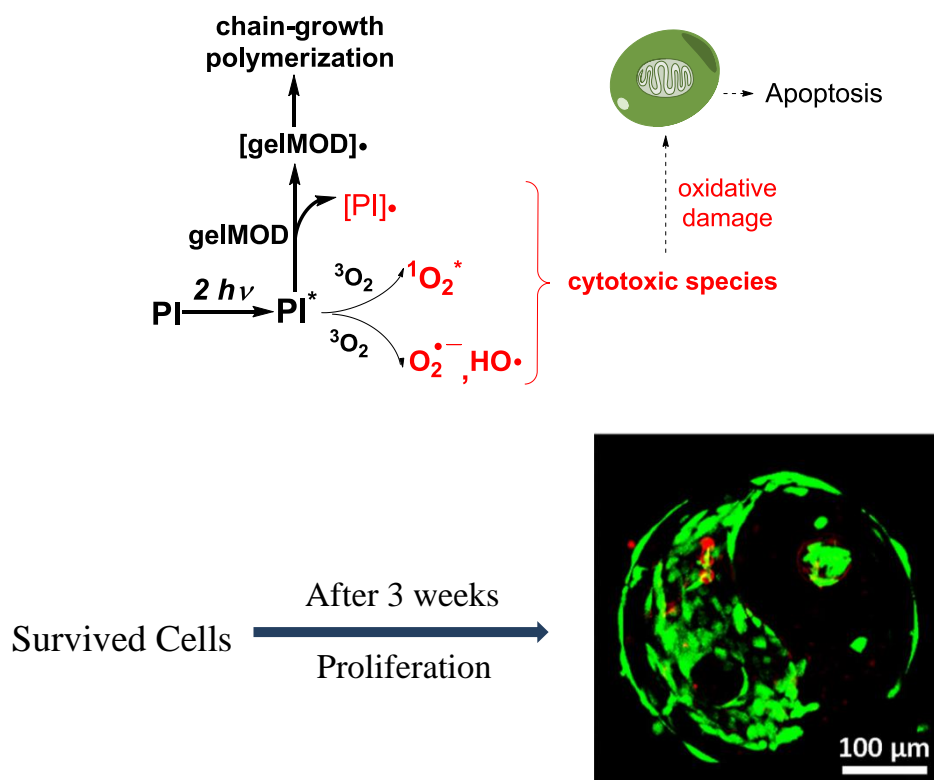 chain-growth
polymerization
[gelMOD]•
Apoptosis
[PI]•
gelMOD
oxidative
damage
³O₂
¹O₂*
cytotoxic species
2 hν
PI
PI*
³O₂
O₂•⁻, HO•
After 3 weeks
Survived Cells
Proliferation
100 µm